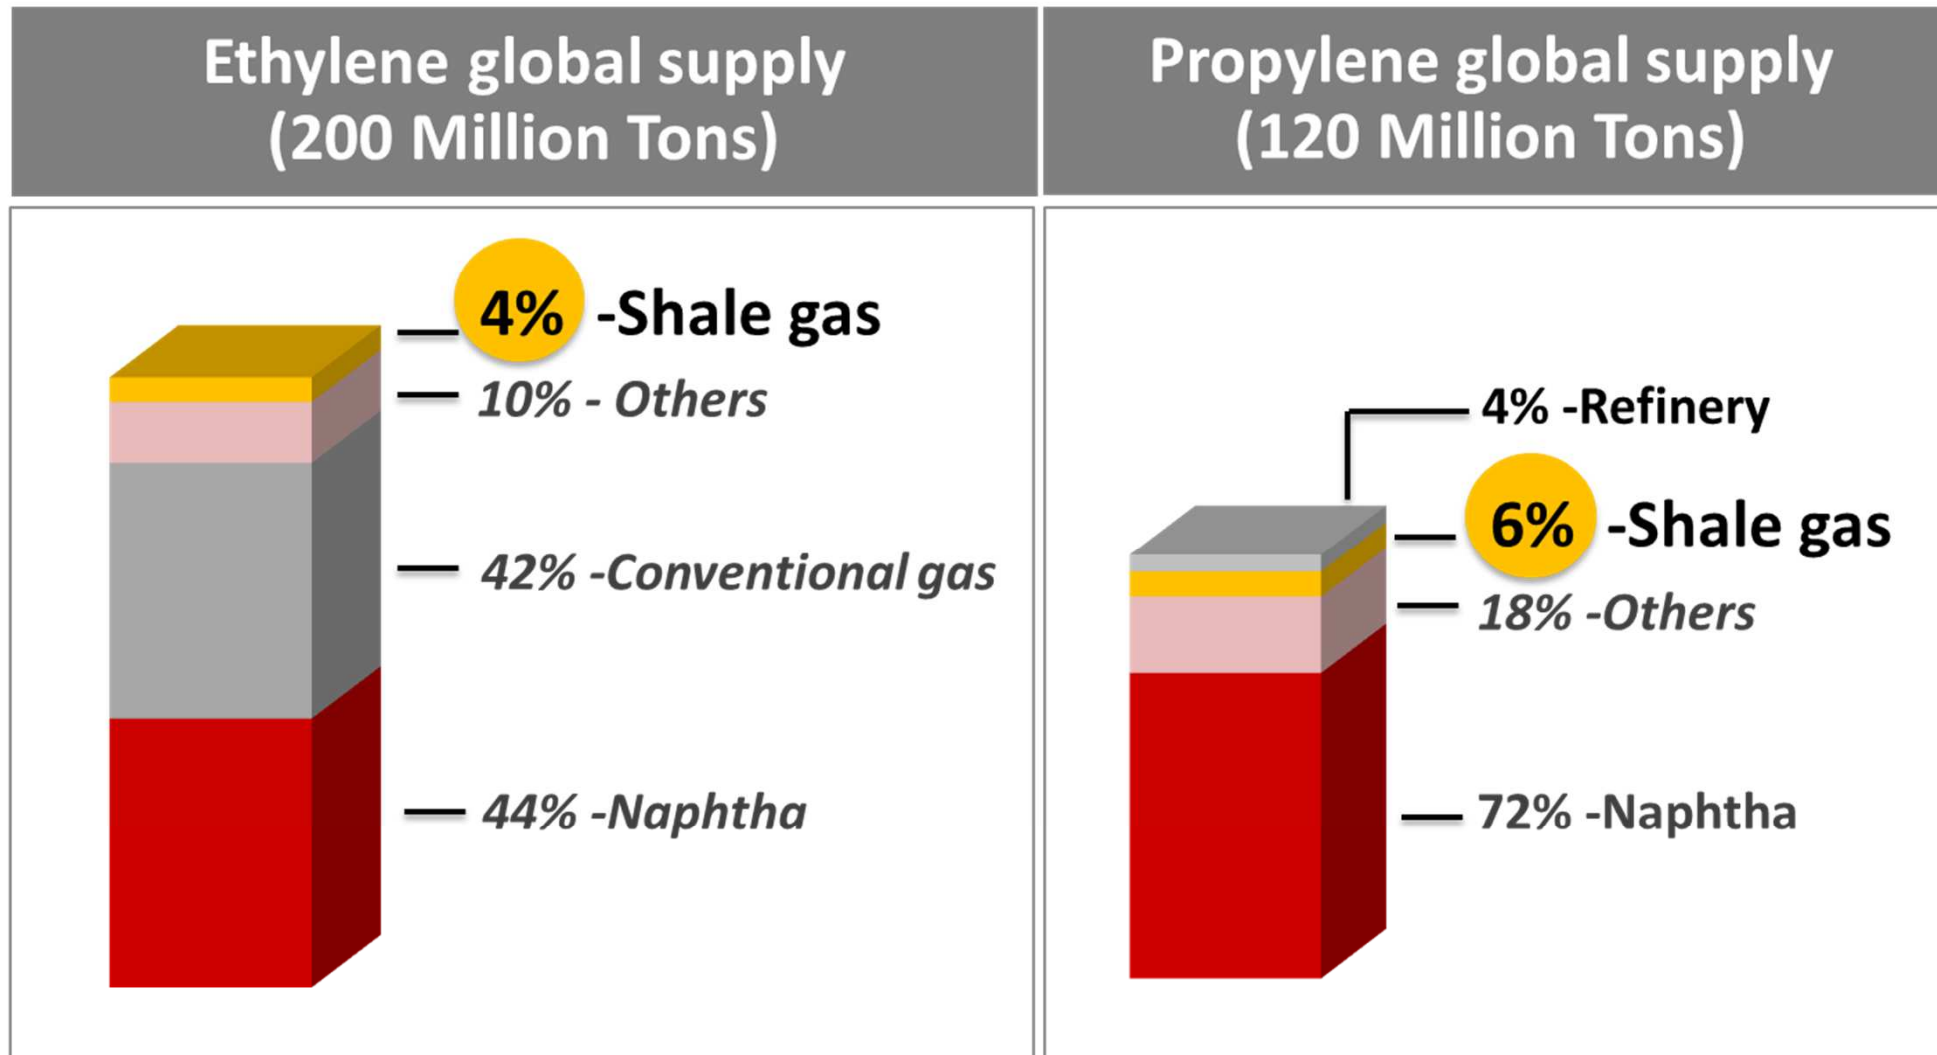 Ethylene global supply
(200 Million Tons)
Propylene global supply
(120 Million Tons)
4% -Shale gas
10% - Others
42% -Conventional gas
44% -Naphtha
4% -Refinery
6% -Shale gas
18% -Others
72% -Naphtha